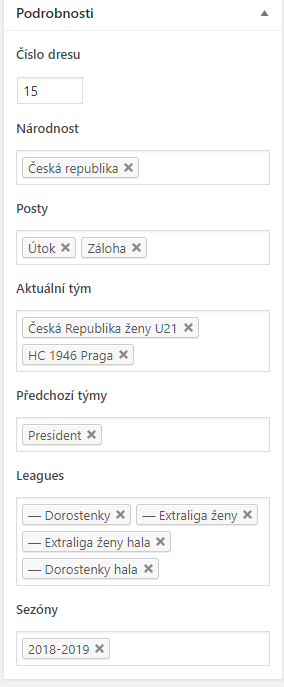 Podrobnosti
Číslo dresu
15
Národnost
Česká republika
Posty
Útok Záloha
Aktuální tým
Česká Republika ženy U21
HC 1946 Praga
Předchozí týmy
President
Leagues
— Dorostenky — Extraliga ženy
— Extraliga ženy hala
— Dorostenky hala
Sezóny
2018-2019